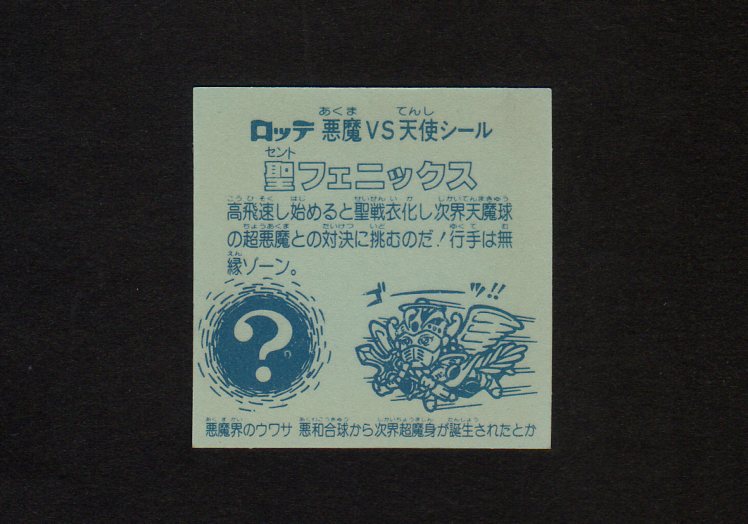 ロッテ 悪魔VS天使シール
聖フェニックス
高飛速し始めると聖戦衣化し次界天魔球
の超悪魔との対決に挑むのだ!行手は無
縁ゾーン。
?
ゴーッ!!
悪魔界のウワサ 悪和合球から次界超魔身が誕生されたとか